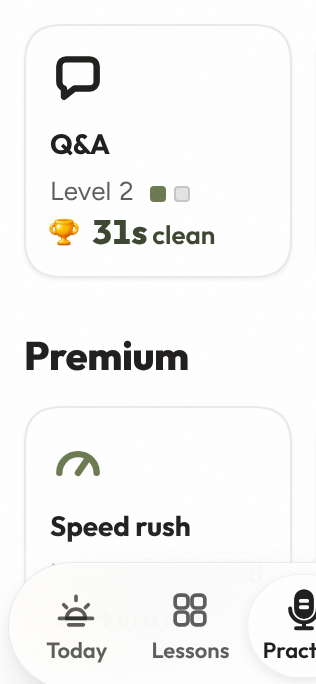 Q&A
Level 2
🏆 31s clean
Premium
Speed rush
Today
Lessons
Pract